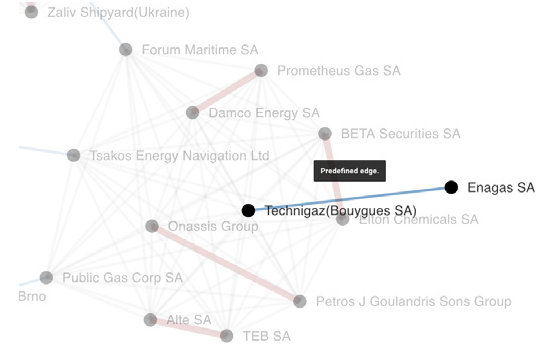 Zaliv Shipyard(Ukraine)
Forum Maritime SA
Prometheus Gas SA
Damco Energy SA
BETA Securities SA
Tsakos Energy Navigation Ltd
Predefined edge.
Enagas SA
Technigaz(Bouygues SA)
Elton Chemicals SA
Onassis Group
Public Gas Corp SA
Brno
Petros J Goulandris Sons Group
Alte SA
TEB SA